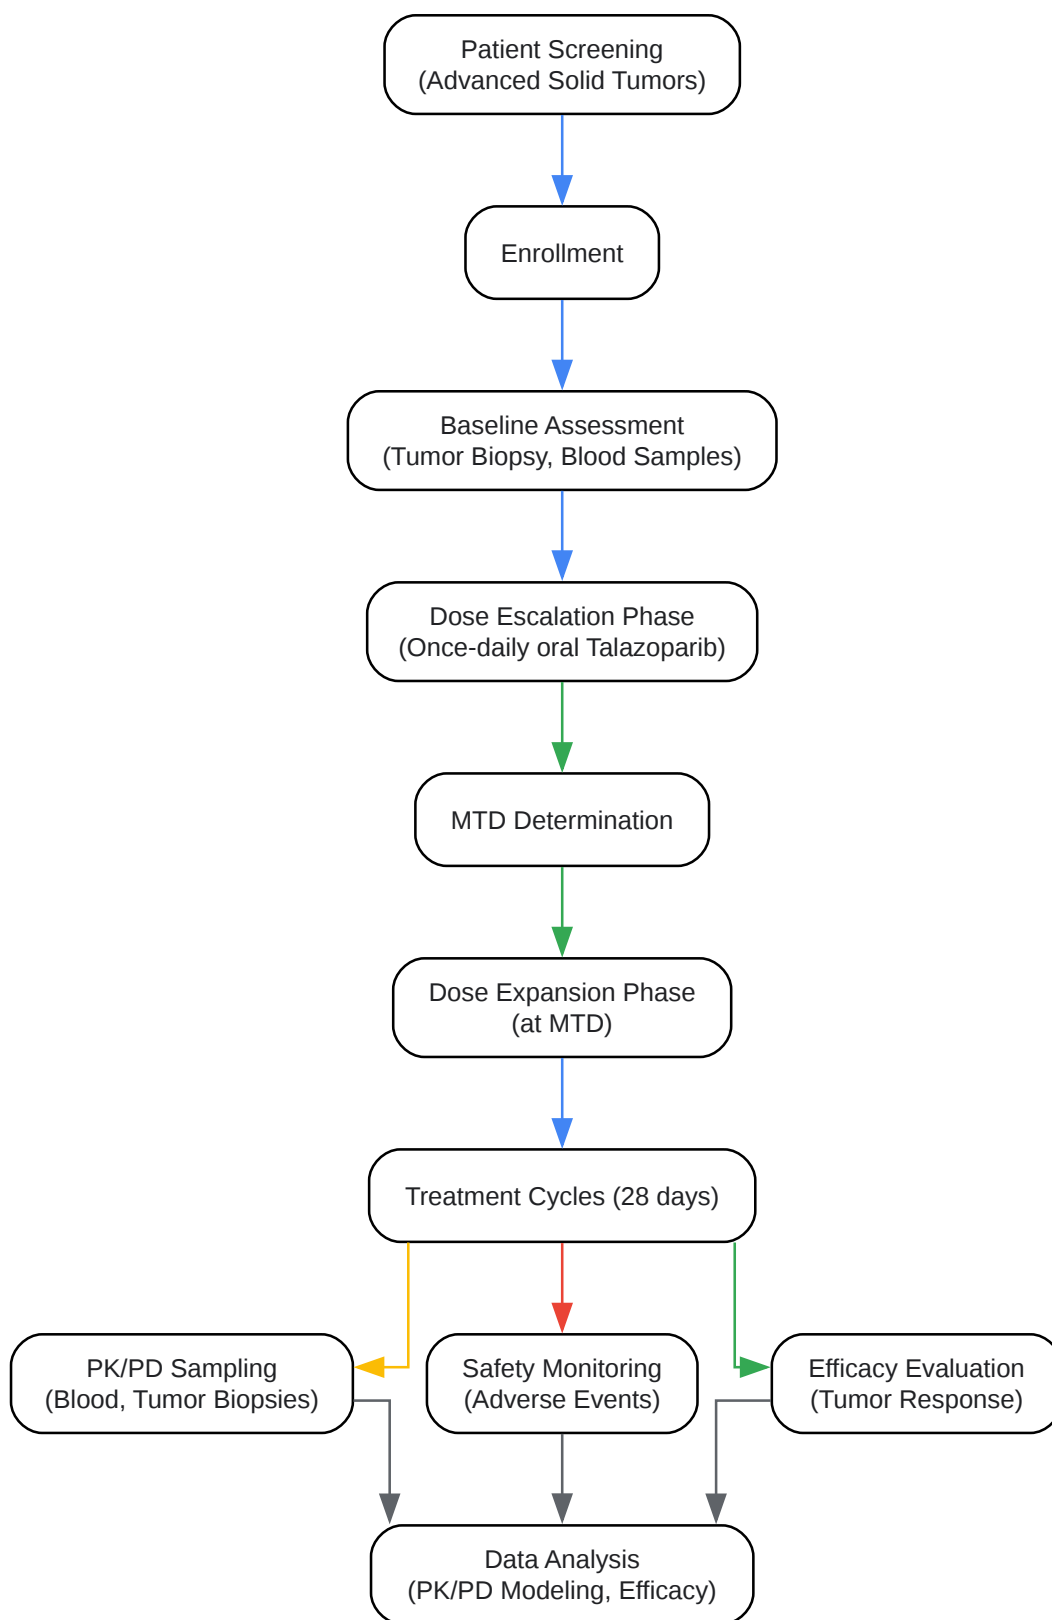 Patient Screening
(Advanced Solid Tumors)
Enrollment
Baseline Assessment
(Tumor Biopsy, Blood Samples)
Dose Escalation Phase
(Once-daily oral Talazoparib)
MTD Determination
Dose Expansion Phase
(at MTD)
Treatment Cycles (28 days)
PK/PD Sampling
(Blood, Tumor Biopsies)
Safety Monitoring
(Adverse Events)
Efficacy Evaluation
(Tumor Response)
Data Analysis
(PK/PD Modeling, Efficacy)